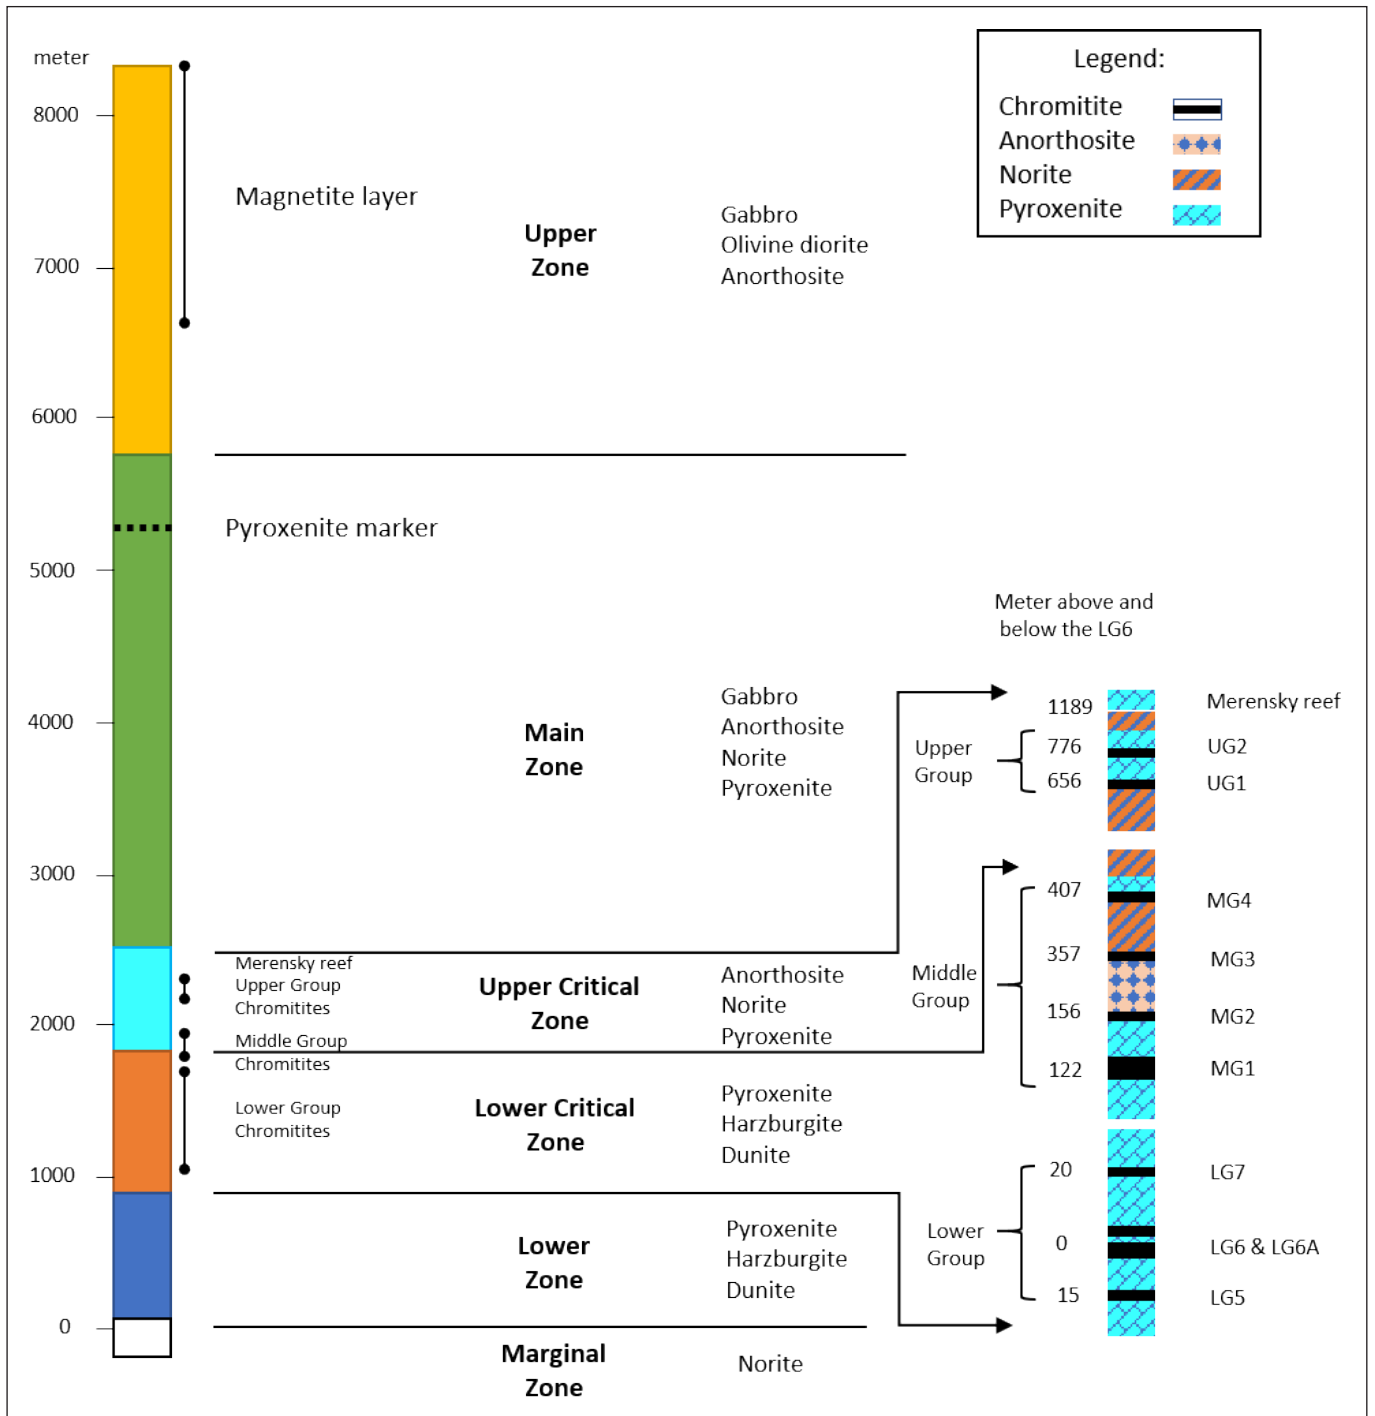 meter
8000
7000
6000
5000
4000
3000
2000
1000
0
Legend:
Chromitite
Anorthosite
Norite
Pyroxenite
Magnetite layer
Upper
Zone
Gabbro
Olivine diorite
Anorthosite
Pyroxenite marker
Main
Zone
Gabbro
Anorthosite
Norite
Pyroxenite
Merensky reef
Upper Group
Chromitites
Middle Group
Chromitites
Upper Critical
Zone
Anorthosite
Norite
Pyroxenite
Lower Group
Chromitites
Lower Critical
Zone
Pyroxenite
Harzburgite
Dunite
Lower
Zone
Pyroxenite
Harzburgite
Dunite
Marginal
Zone
Norite
Meter above and
below the LG6
1189
Merensky reef
Upper
Group
776
UG2
656
UG1
Middle
Group
407
MG4
357
MG3
156
MG2
122
MG1
Lower
Group
20
LG7
0
LG6 & LG6A
15
LG5